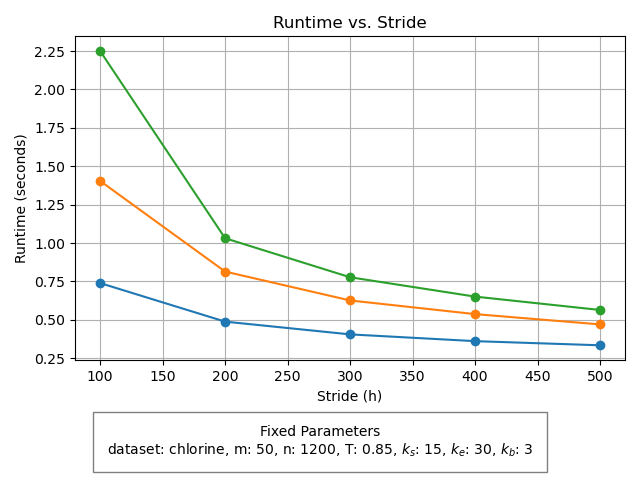 Runtime vs. Stride
Runtime (seconds)
2.25
2.00
1.75
1.50
1.25
1.00
0.75
0.50
0.25
100 150 200 250 300 350 400 450 500
Stride (h)
Fixed Parameters
dataset: chlorine, m: 50, n: 1200, T: 0.85, kₛ: 15, kₑ: 30, k_b: 3